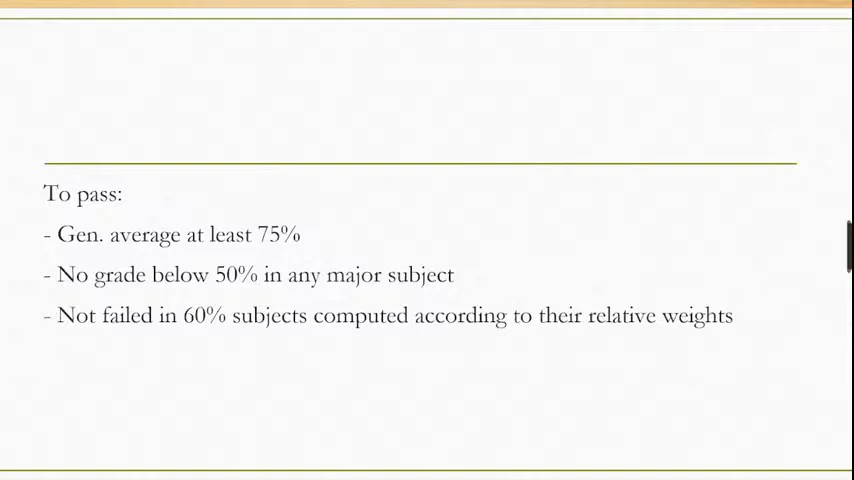 To pass:
- Gen. average at least 75%
- No grade below 50% in any major subject
- Not failed in 60% subjects computed according to their relative weights